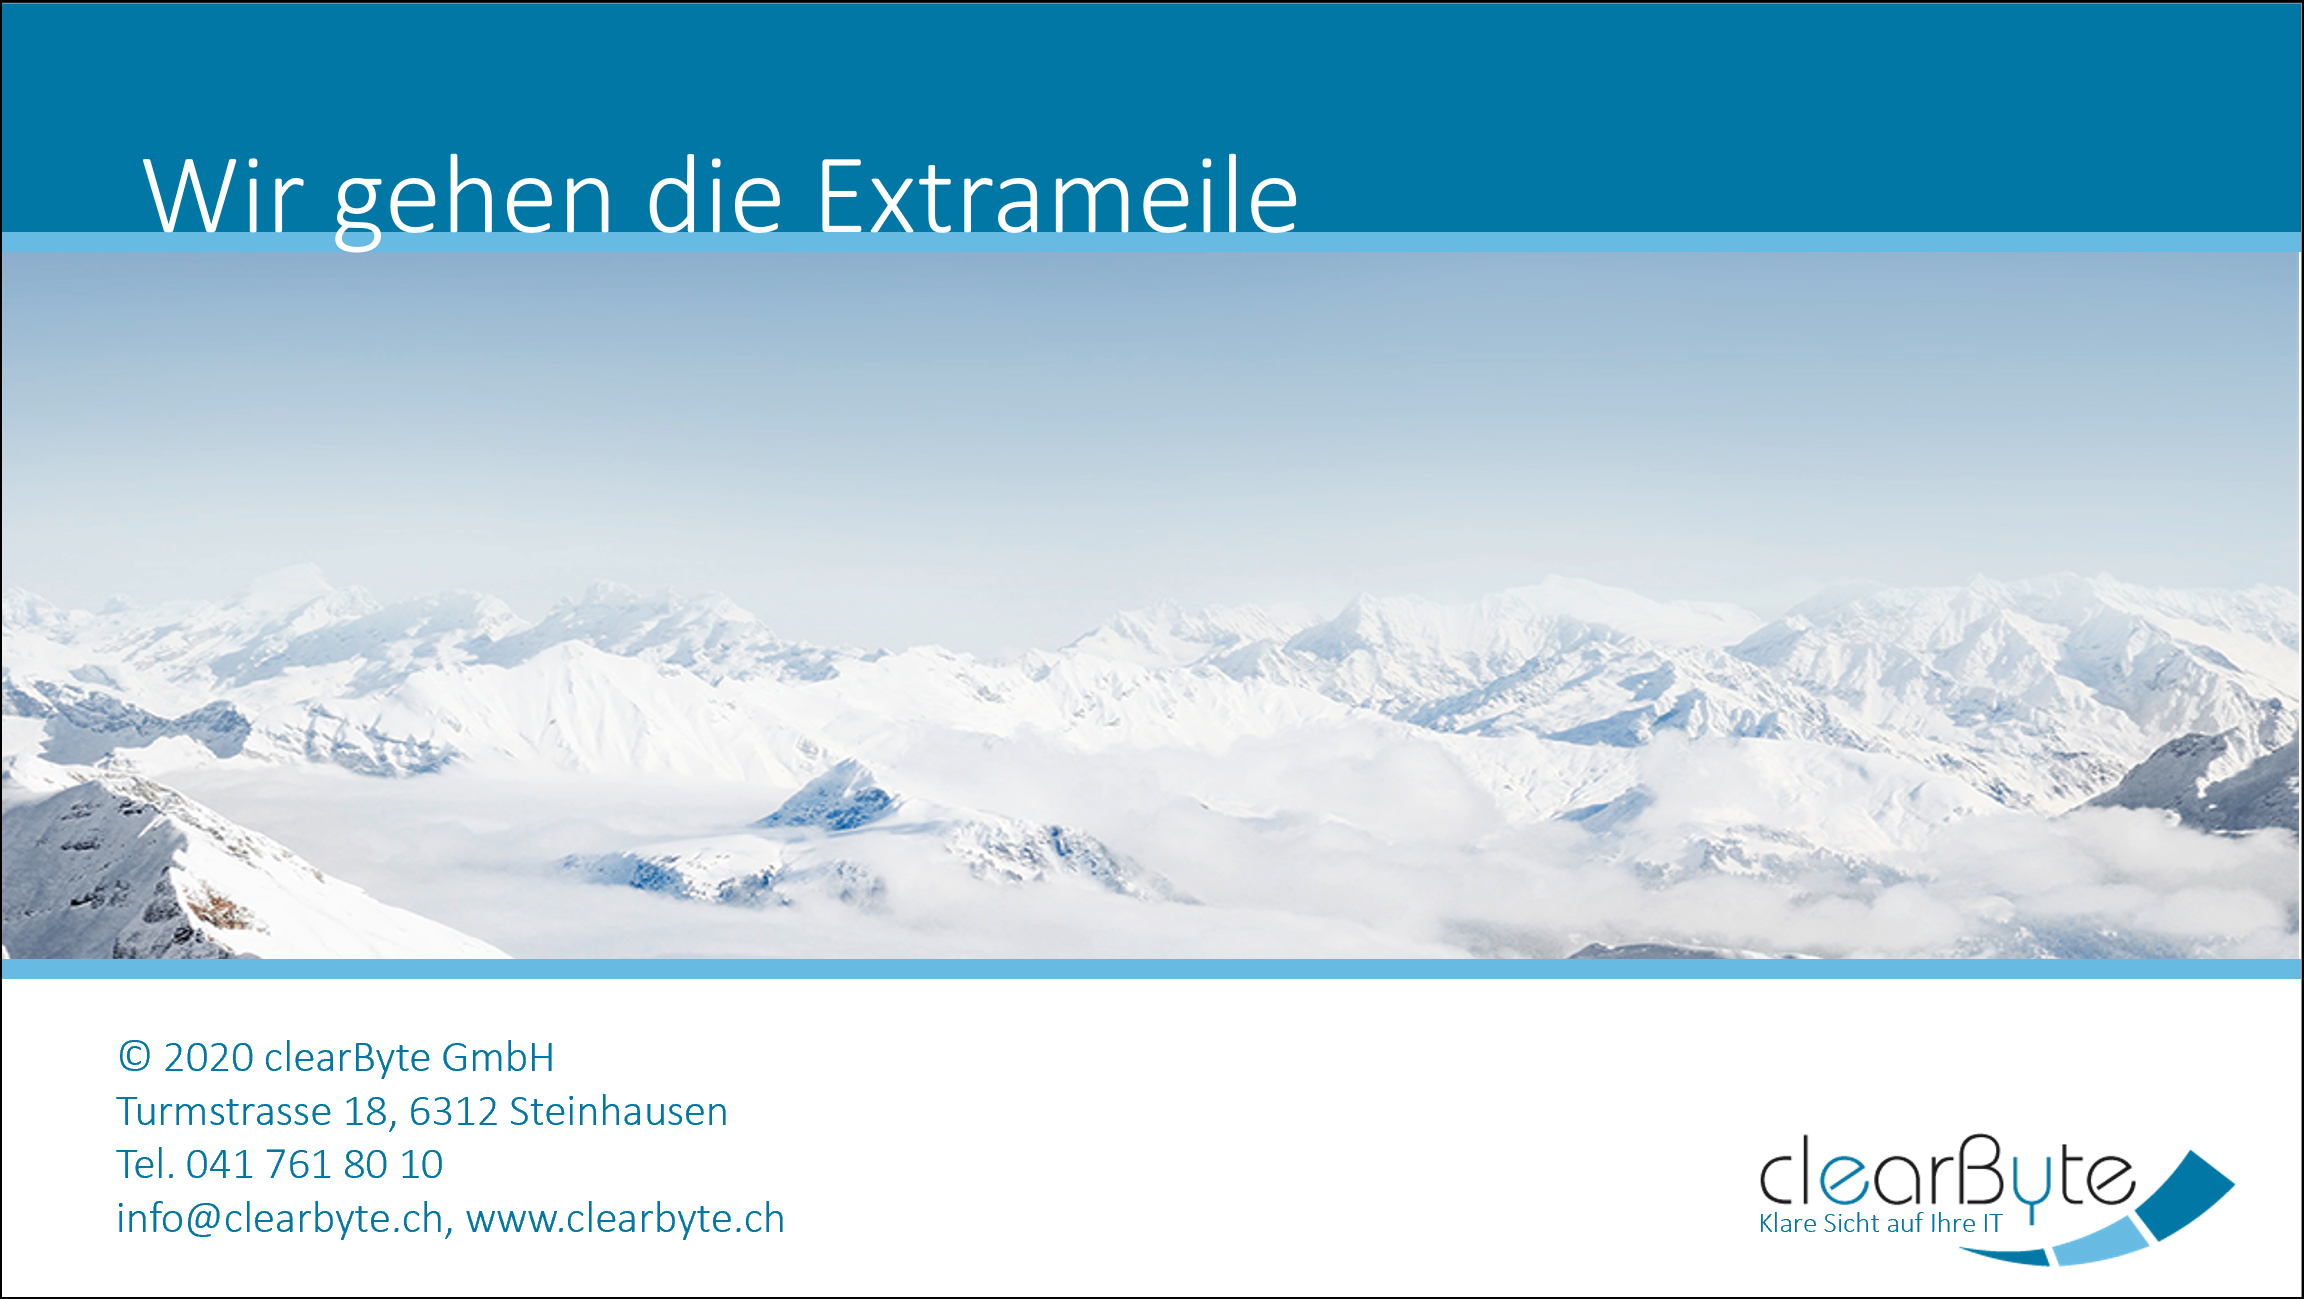 Wir gehen die Extrameile
© 2020 clearByte GmbH
Turmstrasse 18, 6312 Steinhausen
Tel. 041 761 80 10
info@clearbyte.ch, www.clearbyte.ch
clearByte
Klare Sicht auf Ihre IT